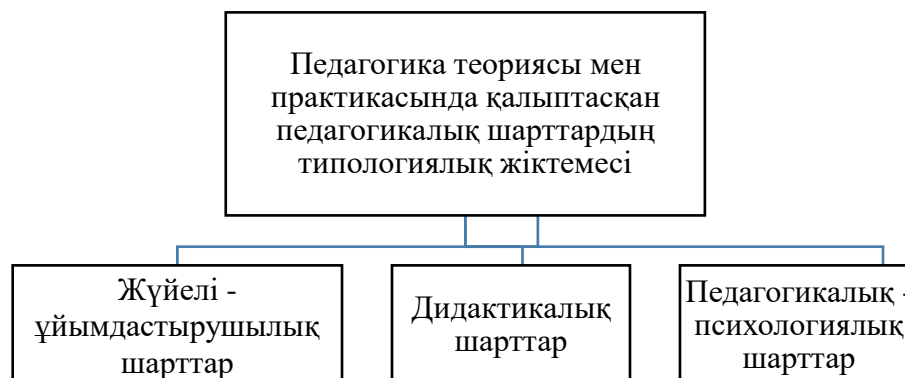 Педагогика теориясы мен
практикасында қалыптасқан
педагогикалық шарттардың
типологиялық жіктемесі
Жүйелі -
ұйымдастырушылық
шарттар
Дидактикалық
шарттар
Педагогикалық -
психологиялық
шарттар